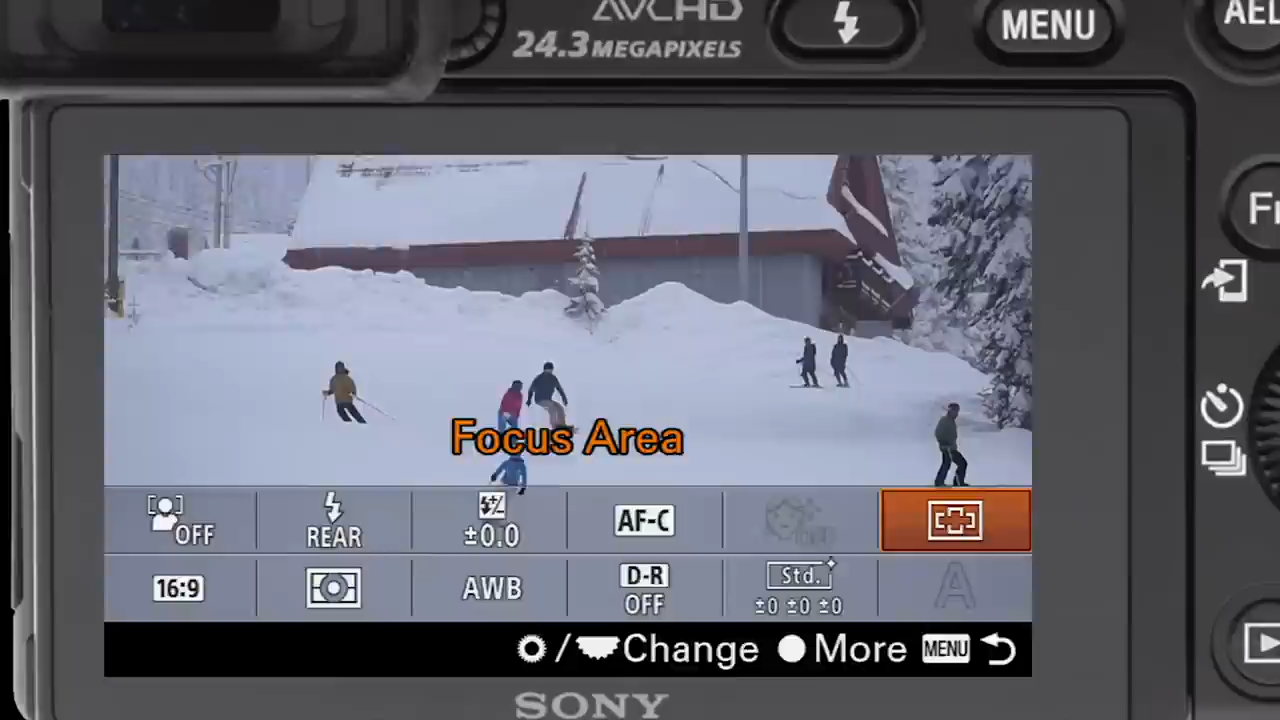 AVCHD
24.3 MEGAPIXELS
MENU
AEL
Focus Area
OFF
REAR
±0.0
AF-C
16:9
AWB
D-R
OFF
Std.
±0 ±0 ±0
A
/ Change More MENU
SONY